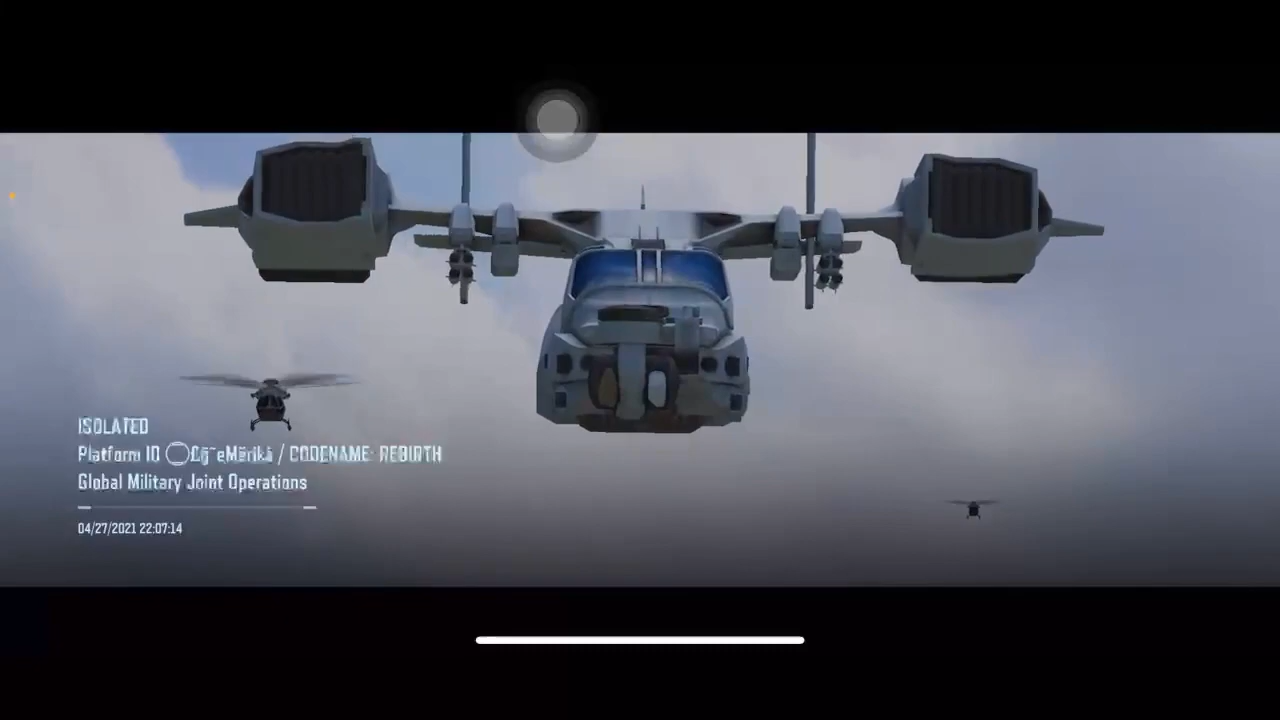 ISOLATED
Platform ID / CODENAME: REBIRTH
Global Military Joint Operations
04/27/2021 22:07:14